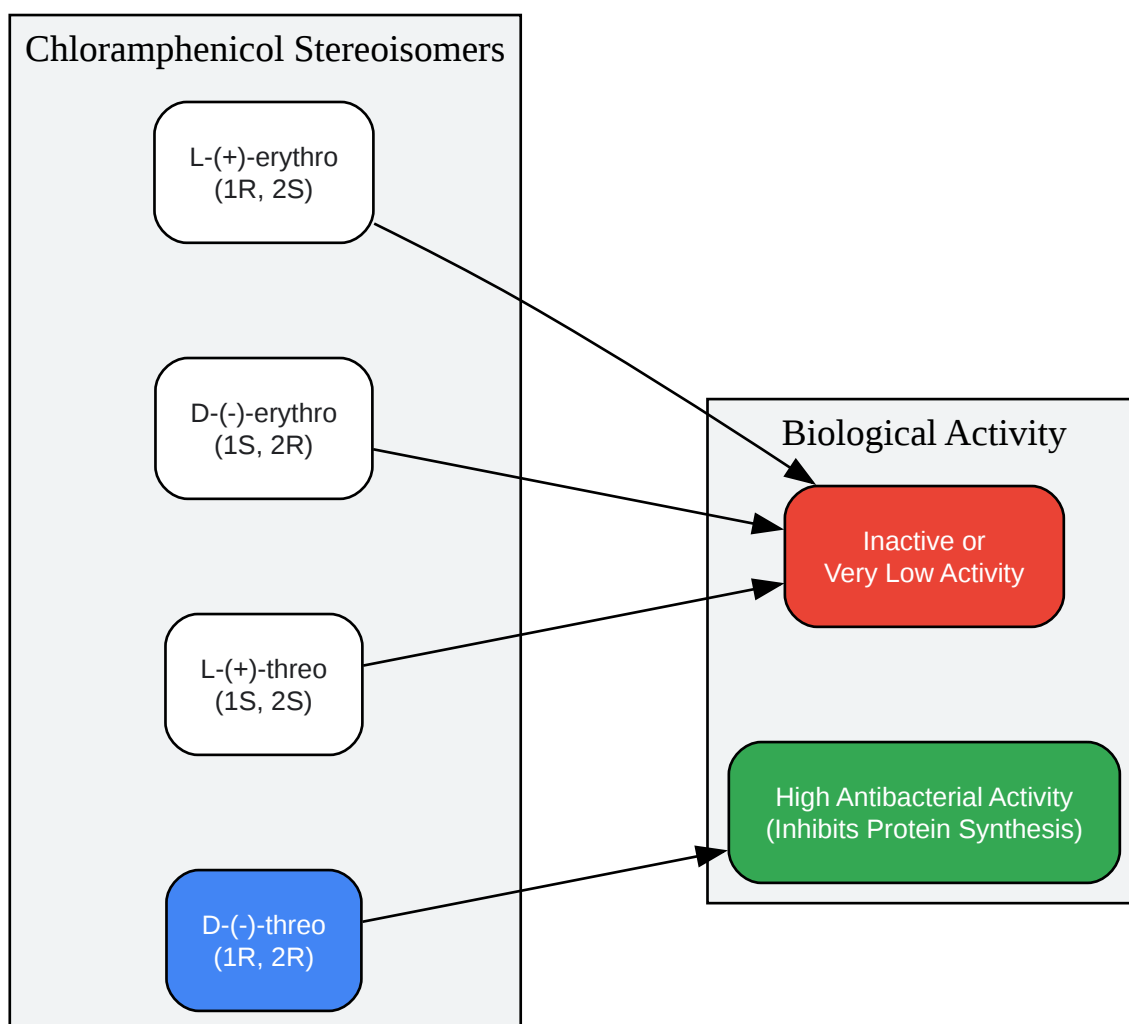 Chloramphenicol Stereoisomers
L-(+)-erythro
(1R, 2S)
D-(-)-erythro
(1S, 2R)
L-(+)-threo
(1S, 2S)
D-(-)-threo
(1R, 2R)
Biological Activity
Inactive or
Very Low Activity
High Antibacterial Activity
(Inhibits Protein Synthesis)